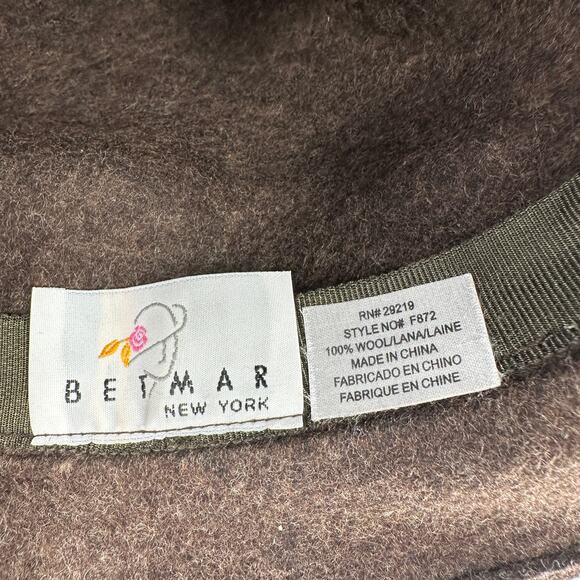 BETMAR
NEW YORK
RN# 29219
STYLE NO# F872
100% WOOL/LANA/LAINE
MADE IN CHINA
FABRICADO EN CHINO
FABRIQUE EN CHINE